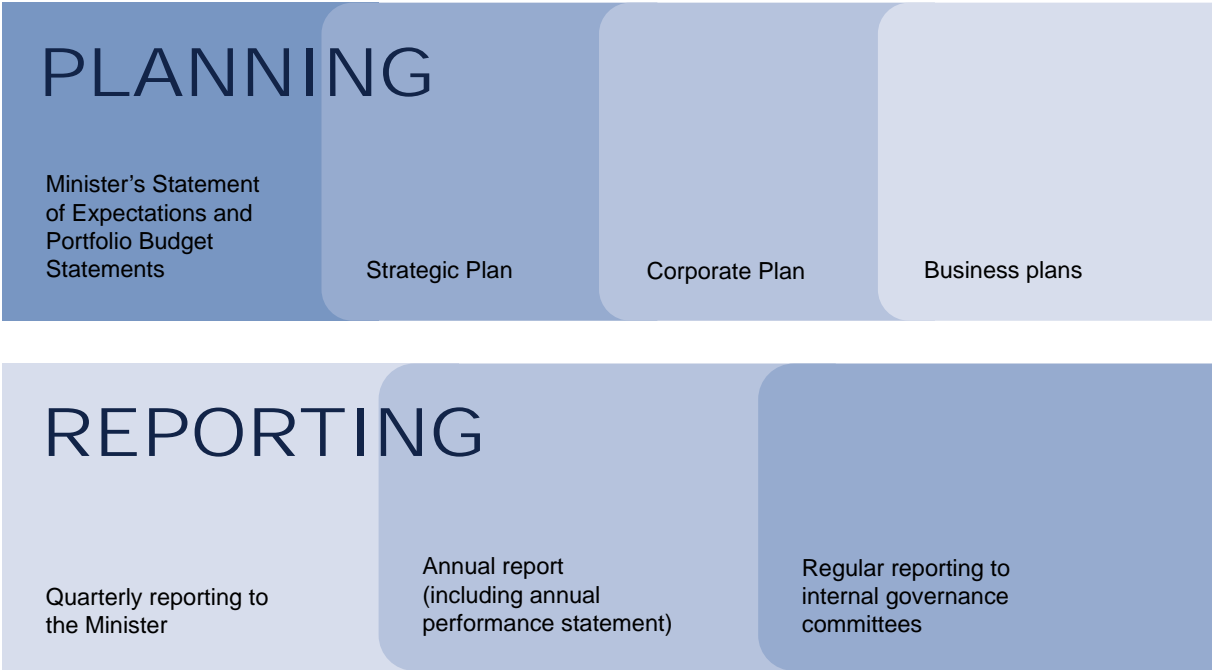 PLANNING
Minister’s Statement
of Expectations and
Portfolio Budget
Statements
Strategic Plan
Corporate Plan
Business plans
REPORTING
Quarterly reporting to
the Minister
Annual report
(including annual
performance statement)
Regular reporting to
internal governance
committees